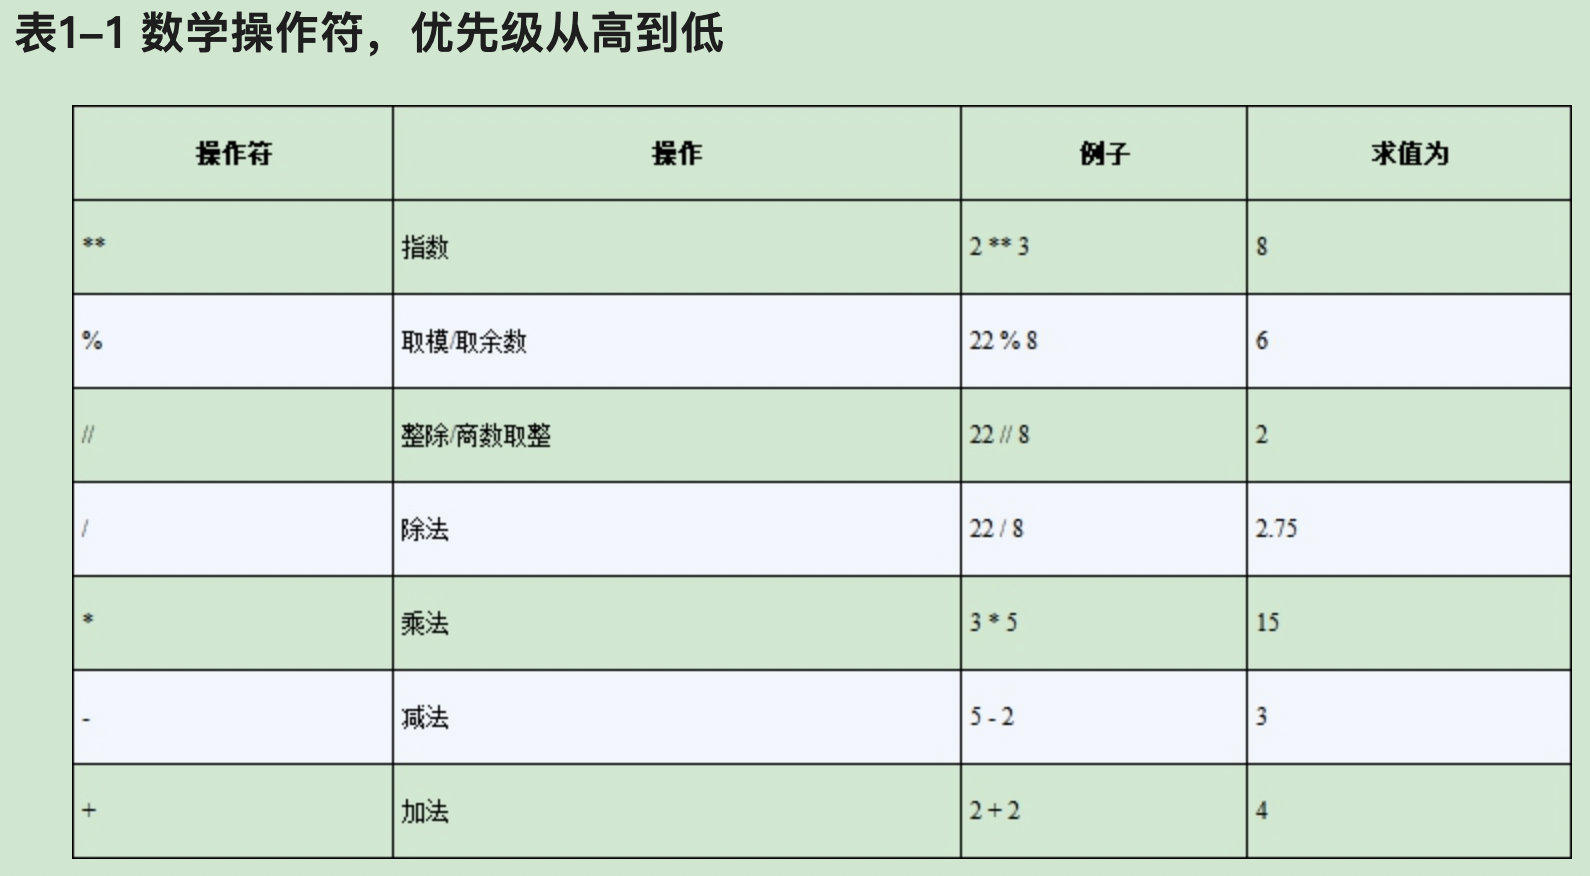 表1–1 数学操作符，优先级从高到低
操作符 操作 例子 求值为
** 指数 2 ** 3 8
% 取模/取余数 22 % 8 6
// 整除/商数取整 22 // 8 2
/ 除法 22 / 8 2.75
* 乘法 3 * 5 15
- 减法 5 - 2 3
+ 加法 2 + 2 4